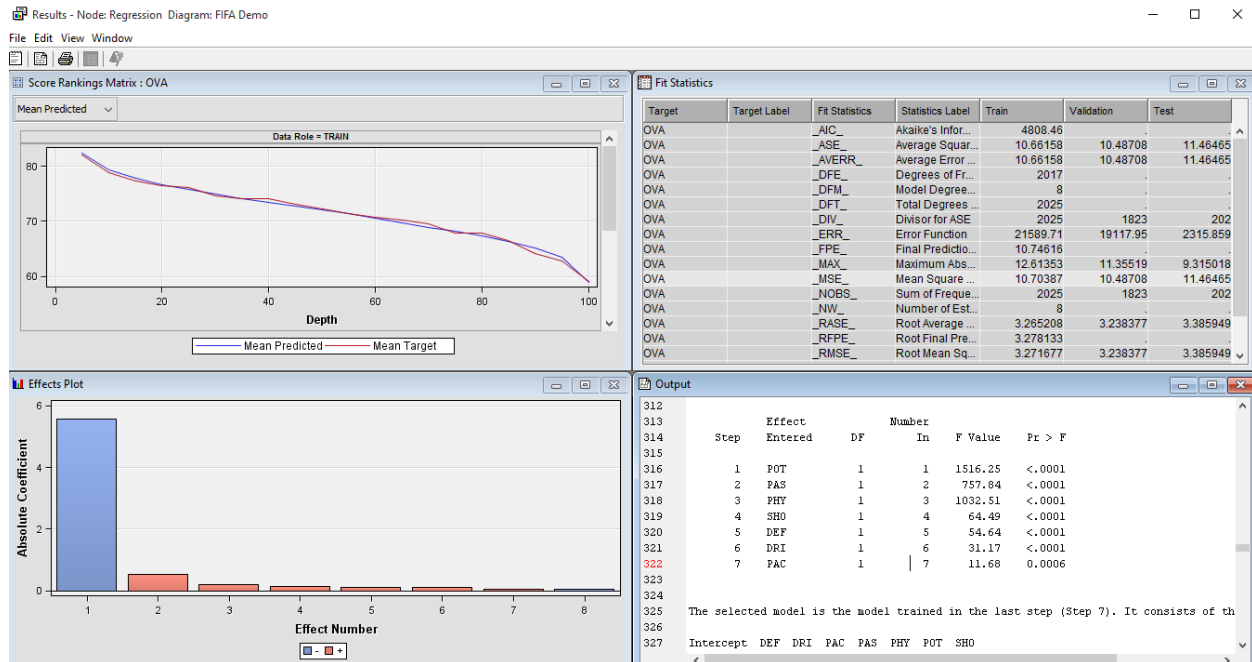 Results - Node: Regression Diagram: FIFA Demo
File Edit View Window
Score Rankings Matrix : OVA
Mean Predicted
Data Role = TRAIN
80
70
60
0 20 40 60 80 100
Depth
Mean Predicted Mean Target
Fit Statistics
Target Target Label Fit Statistics Statistics Label Train Validation Test
OVA _AIC_ Akaike's Infor... 4808.46 . .
OVA _ASE_ Average Squar... 10.66158 10.48708 11.46465
OVA _AVERR_ Average Error ... 10.66158 10.48708 11.46465
OVA _DFE_ Degrees of Fr... 2017 . .
OVA _DFM_ Model Degree... 8 . .
OVA _DFT_ Total Degrees ... 2025 . .
OVA _DIV_ Divisor for ASE 2025 1823 202
OVA _ERR_ Error Function 21589.71 19117.95 2315.859
OVA _FPE_ Final Predictio... 10.74616 . .
OVA _MAX_ Maximum Abs... 12.61353 11.35519 9.315018
OVA _MSE_ Mean Square ... 10.70387 10.48708 11.46465
OVA _NOBS_ Sum of Freque... 2025 1823 202
OVA _NW_ Number of Est... 8 . .
OVA _RASE_ Root Average ... 3.265208 3.238377 3.385949
OVA _RFPE_ Root Final Pre... 3.278133 . .
OVA _RMSE_ Root Mean Sq... 3.271677 3.238377 3.385949
Effects Plot
Absolute Coefficient
6
4
2
0
1 2 3 4 5 6 7 8
Effect Number
- +
Output
312
313 Effect Number
314 Step Entered DF In F Value Pr > F
315
316 1 POT 1 1 1516.25 <.0001
317 2 PAS 1 2 757.84 <.0001
318 3 PHY 1 3 1032.51 <.0001
319 4 SHO 1 4 64.49 <.0001
320 5 DEF 1 5 54.64 <.0001
321 6 DRI 1 6 31.17 <.0001
322 7 PAC 1 7 11.68 0.0006
323
324
325 The selected model is the model trained in the last step (Step 7). It consists of th
326
327 Intercept DEF DRI PAC PAS PHY POT SHO